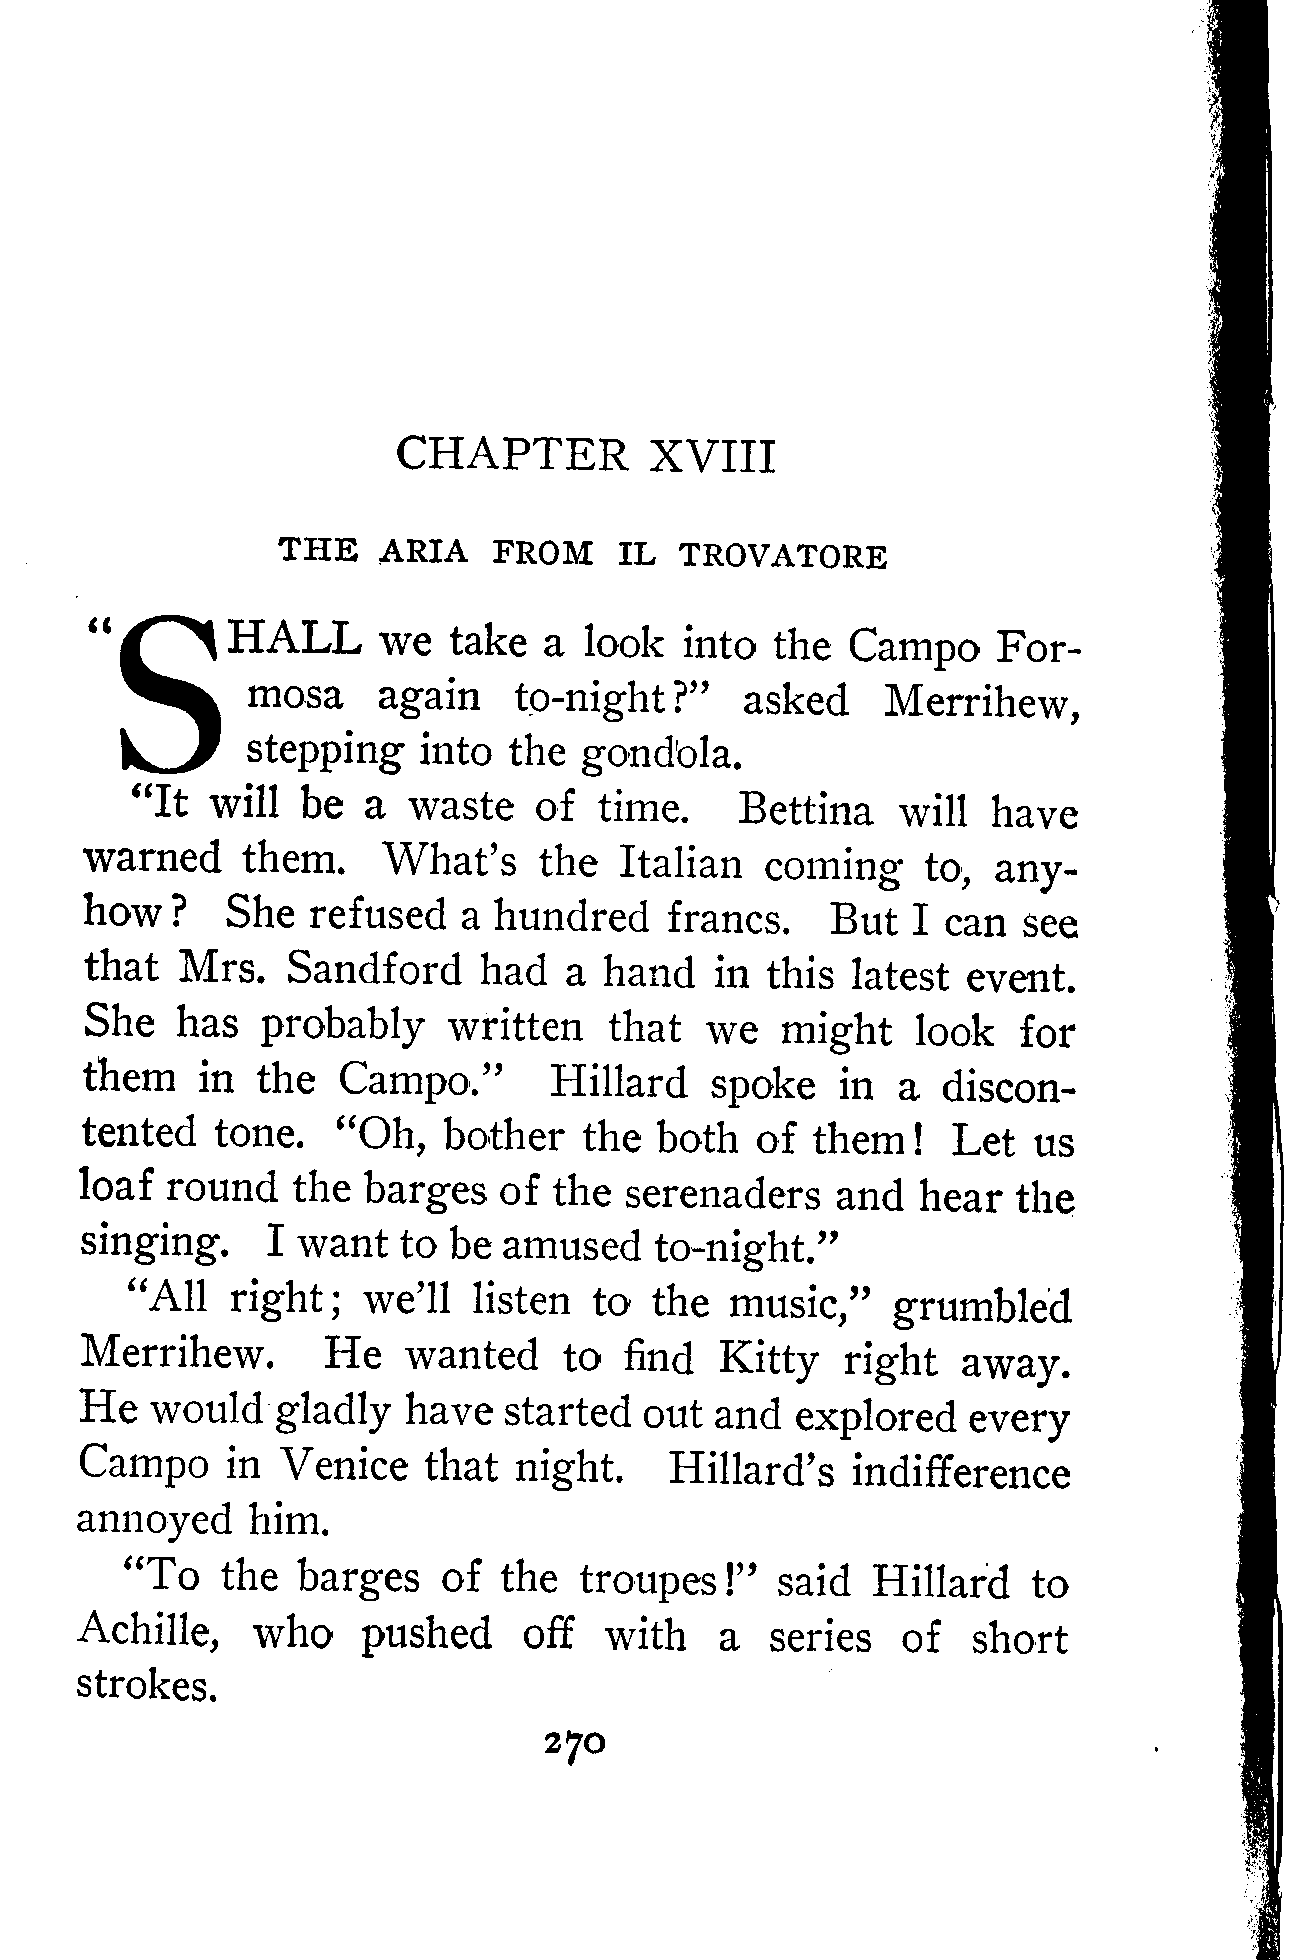 CHAPTER XVIII
THE ARIA FROM IL TROVATORE
"SHALL we take a look into the Campo For-
mosa again to-night?" asked Merrihew,
stepping into the gondola.
"It will be a waste of time. Bettina will have
warned them. What's the Italian coming to, any-
how? She refused a hundred francs. But I can see
that Mrs. Sandford had a hand in this latest event.
She has probably written that we might look for
them in the Campo." Hillard spoke in a discon-
tented tone. "Oh, bother the both of them! Let us
loaf round the barges of the serenaders and hear the
singing. I want to be amused to-night."
"All right; we'll listen to the music," grumbled
Merrihew. He wanted to find Kitty right away.
He would gladly have started out and explored every
Campo in Venice that night. Hillard's indifference
annoyed him.
"To the barges of the troupes!" said Hillard to
Achille, who pushed off with a series of short
strokes.
270